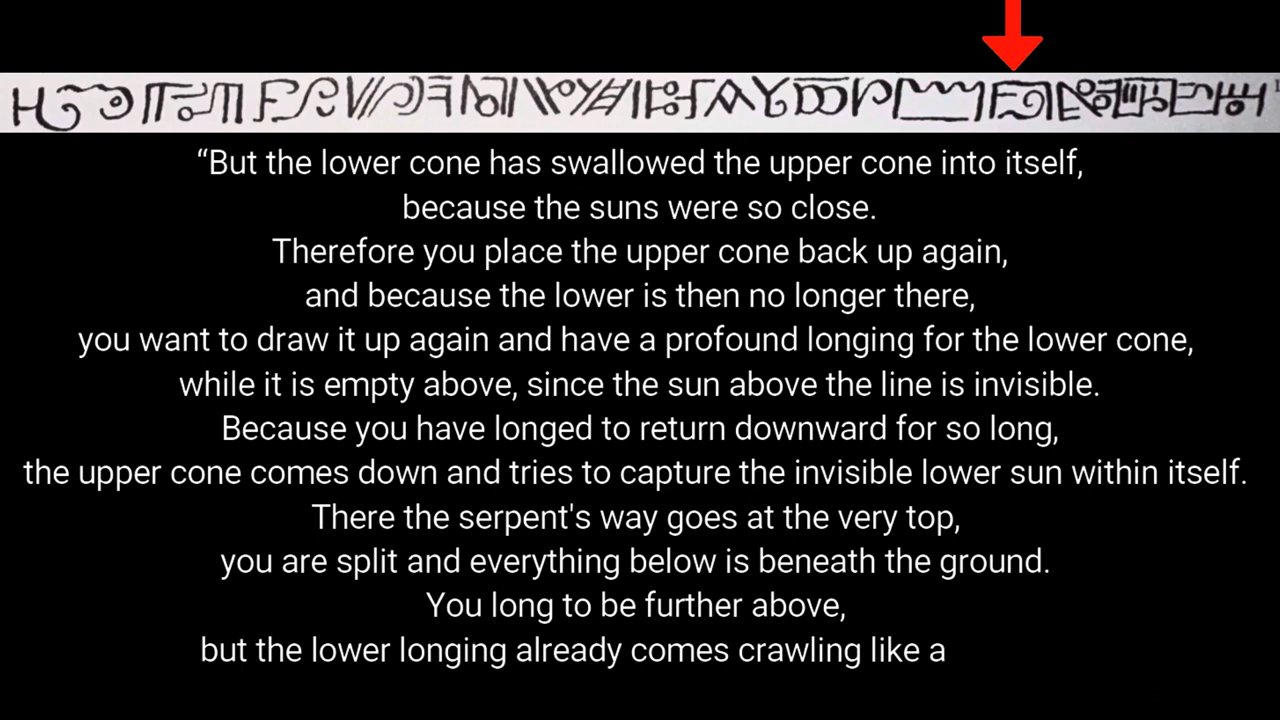 “But the lower cone has swallowed the upper cone into itself,
because the suns were so close.
Therefore you place the upper cone back up again,
and because the lower is then no longer there,
you want to draw it up again and have a profound longing for the lower cone,
while it is empty above, since the sun above the line is invisible.
Because you have longed to return downward for so long,
the upper cone comes down and tries to capture the invisible lower sun within itself.
There the serpent's way goes at the very top,
you are split and everything below is beneath the ground.
You long to be further above,
but the lower longing already comes crawling like a